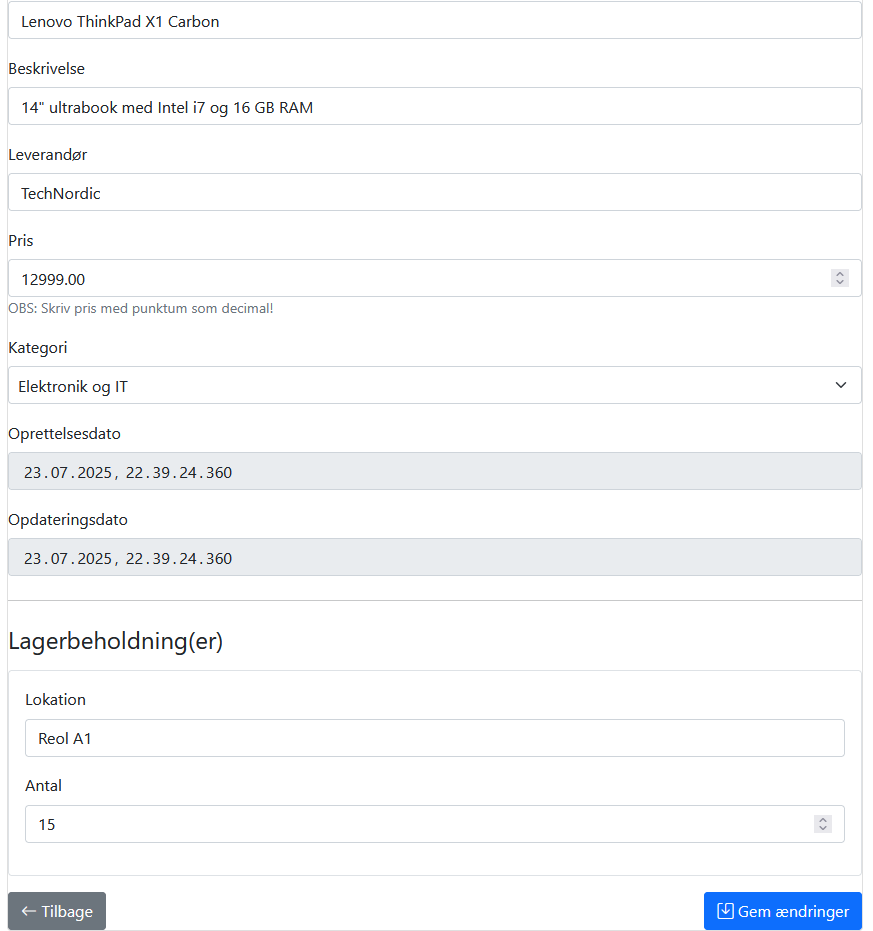 Lenovo ThinkPad X1 Carbon
Beskrivelse
14" ultrabook med Intel i7 og 16 GB RAM
Leverandør
TechNordic
Pris
12999.00
OBS: Skriv pris med punktum som decimal!
Kategori
Elektronik og IT
Oprettelsesdato
23.07.2025, 22.39.24.360
Opdateringsdato
23.07.2025, 22.39.24.360
Lagerbeholdning(er)
Lokation
Reol A1
Antal
15
← Tilbage
Gem ændringer